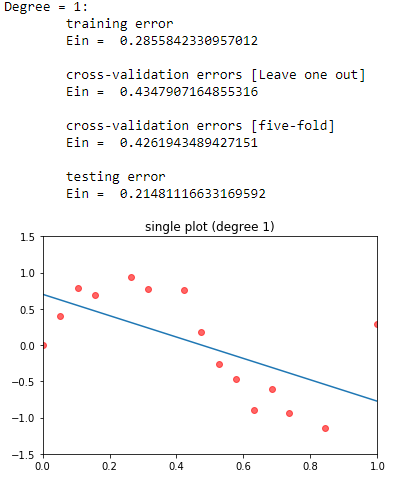 Degree = 1:
training error
Ein =  0.2855842330957012
cross-validation errors [Leave one out]
Ein =  0.4347907164855316
cross-validation errors [five-fold]
Ein =  0.4261943489427151
testing error
Ein =  0.21481116633169592
single plot (degree 1)
1.5
1.0
0.5
0.0
−0.5
−1.0
−1.5
0.0 0.2 0.4 0.6 0.8 1.0